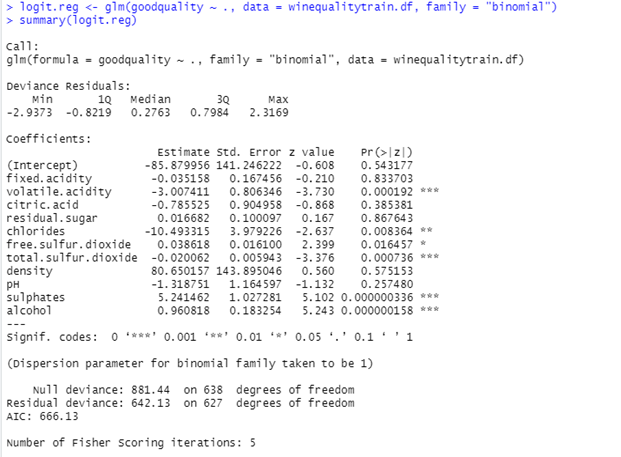 > logit.reg <- glm(goodquality ~ ., data = winequalitytrain.df, family = "binomial")
> summary(logit.reg)

Call:
glm(formula = goodquality ~ ., family = "binomial", data = winequalitytrain.df)

Deviance Residuals:
    Min       1Q   Median       3Q      Max
-2.9373  -0.8219   0.2763   0.7984   2.3169

Coefficients:
                       Estimate Std. Error z value    Pr(>|z|)
(Intercept)          -85.879956 141.246222  -0.608    0.543177
fixed.acidity         -0.035158   0.167456  -0.210    0.833703
volatile.acidity      -3.007411   0.806346  -3.730    0.000192 ***
citric.acid           -0.785525   0.904958  -0.868    0.385381
residual.sugar         0.016682   0.100097   0.167    0.867643
chlorides            -10.493315   3.979226  -2.637    0.008364 **
free.sulfur.dioxide    0.038618   0.016100   2.399    0.016457 *
total.sulfur.dioxide  -0.020062   0.005943  -3.376    0.000736 ***
density               80.650157 143.895046   0.560    0.575153
pH                    -1.318751   1.164597  -1.132    0.257480
sulphates              5.241462   1.027281   5.102 0.000000336 ***
alcohol                0.960818   0.183254   5.243 0.000000158 ***
---
Signif. codes:  0 ‘***’ 0.001 ‘**’ 0.01 ‘*’ 0.05 ‘.’ 0.1 ‘ ’ 1

(Dispersion parameter for binomial family taken to be 1)

    Null deviance: 881.44  on 638  degrees of freedom
Residual deviance: 642.13  on 627  degrees of freedom
AIC: 666.13

Number of Fisher Scoring iterations: 5